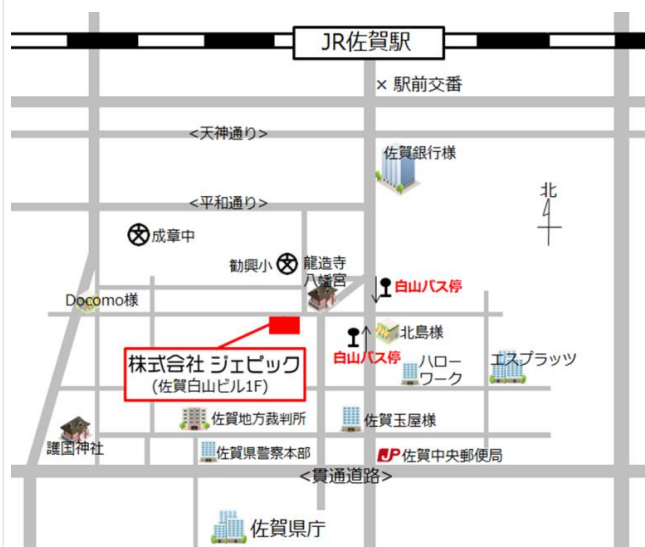 JR佐賀駅
× 駅前交番
<天神通り>
佐賀銀行様
<平和通り>
北
成章中
勧興小
龍造寺
八幡宮
白山バス停
Docomo様
北島様
白山バス停
株式会社 ジェピック
(佐賀白山ビル1F)
ハロー
ワーク
エスプラッツ
佐賀地方裁判所
佐賀玉屋様
護国神社
佐賀県警察本部
JP 佐賀中央郵便局
<貫通道路>
佐賀県庁